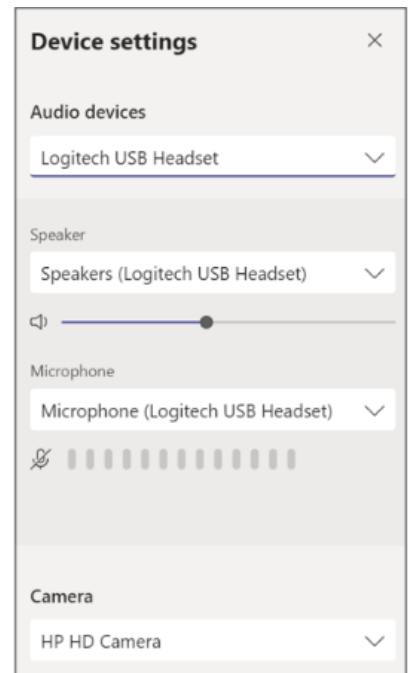 Device settings
Audio devices
Logitech USB Headset
Speaker
Speakers (Logitech USB Headset)
Microphone
Microphone (Logitech USB Headset)
Camera
HP HD Camera